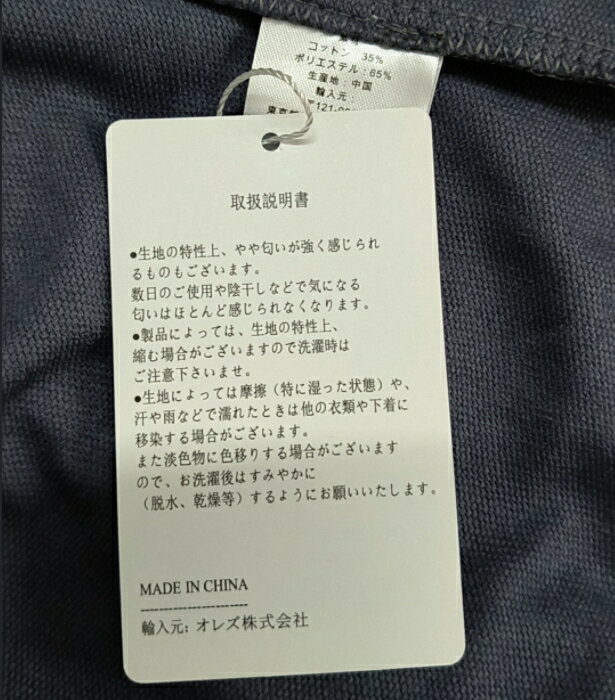 コットン 35%
ポリエステル：65%
生産地：中国
輸入元：
〒121-
東京都
取扱説明書
●生地の特性上、やや匂いが強く感じられ
るものもございます。
数日のご使用や陰干しなどで気になる
匂いはほとんど感じられなくなります。
●製品によっては、生地の特性上、
縮む場合がございますので洗濯時は
ご注意下さいませ。
●生地によっては摩擦（特に湿った状態）や、
汗や雨などで濡れたときは他の衣類や下着に
移染する場合がございます。
また淡色物に色移りする場合がございます
ので、お洗濯後はすみやかに
（脱水、乾燥等）するようにお願いいたします。
MADE IN CHINA
------------------------
輸入元: オレズ株式会社